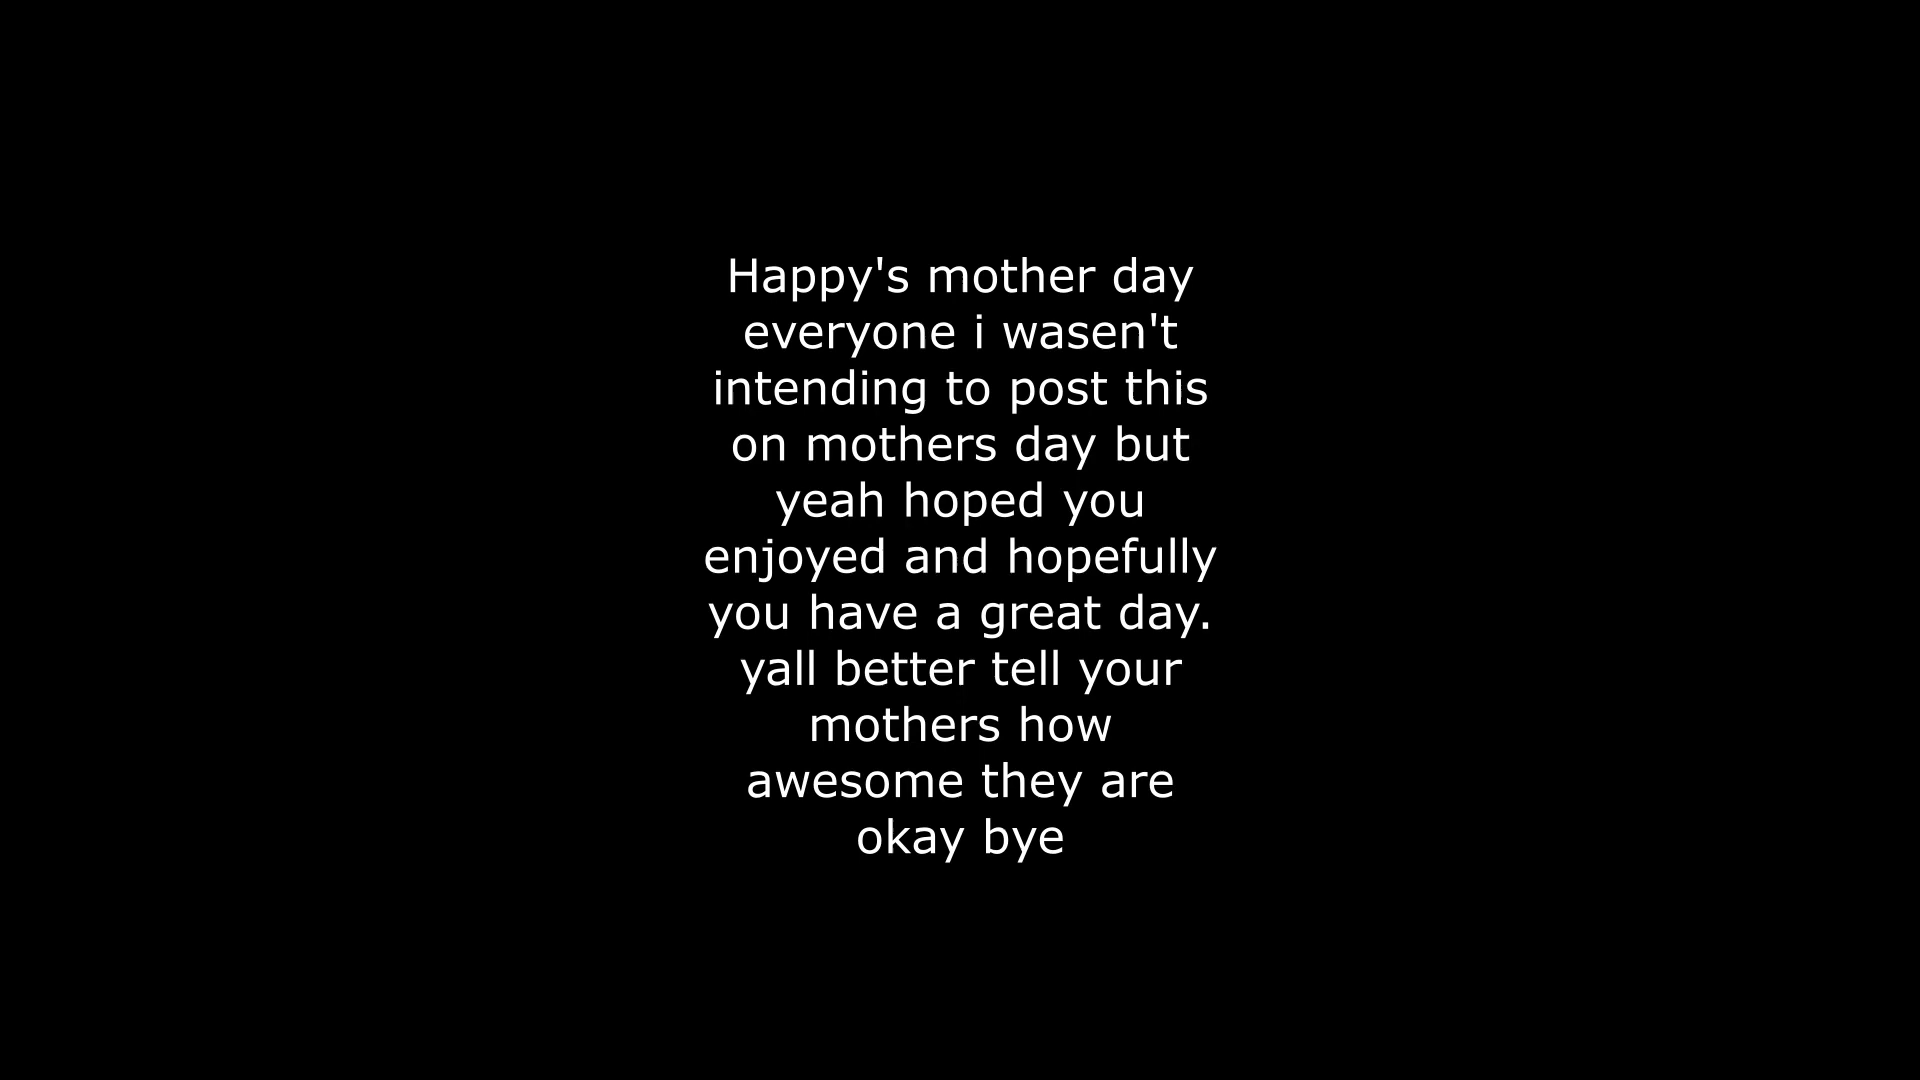 Happy's mother day
everyone i wasen't
intending to post this
on mothers day but
yeah hoped you
enjoyed and hopefully
you have a great day.
yall better tell your
mothers how
awesome they are
okay bye